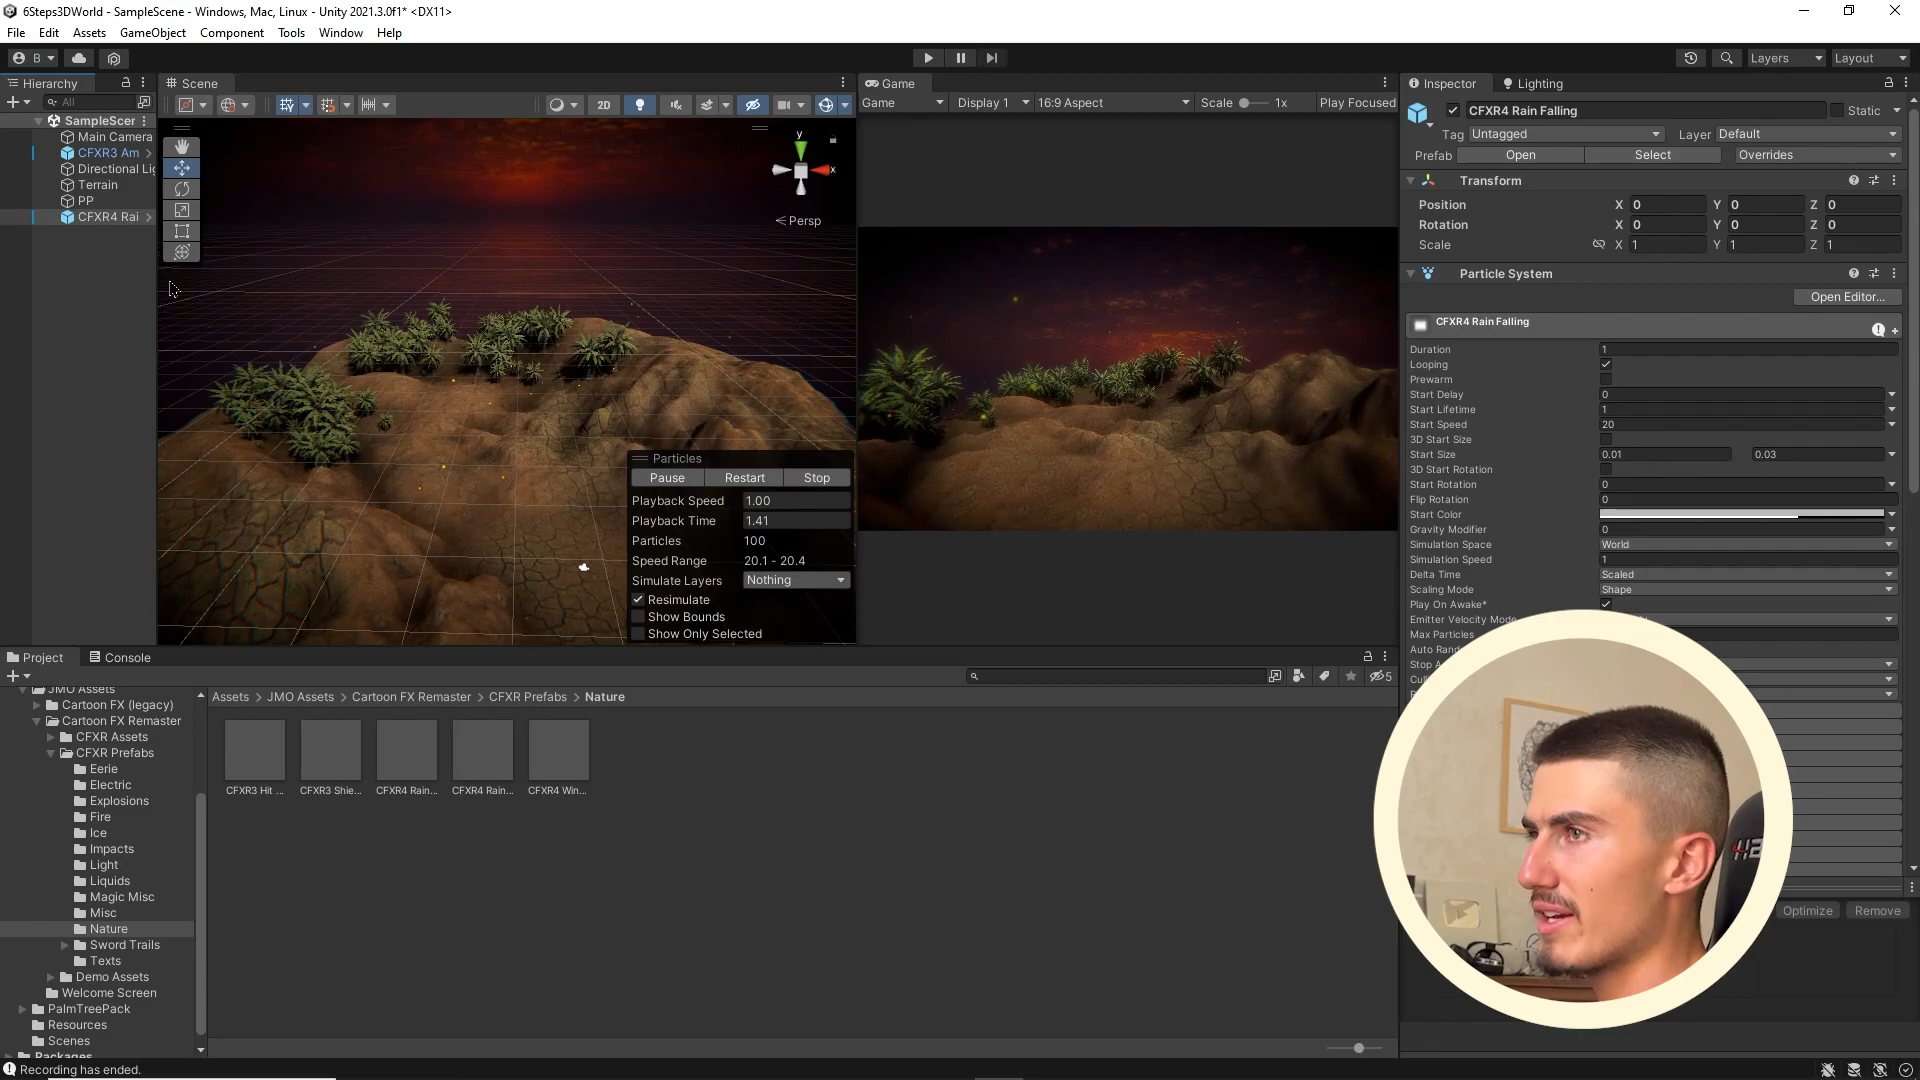 6Steps3DWorld - SampleScene - Windows, Mac, Linux - Unity 2021.3.0f1* <DX11>
File Edit Assets GameObject Component Tools Window Help
B
Layers
Layout
Hierarchy
All
SampleScer
Main Camera
CFXR3 Am
Directional Lig
Terrain
PP
CFXR4 Rai
Scene
2D
y
x
Persp
Particles
Pause Restart Stop
Playback Speed 1.00
Playback Time 1.41
Particles 100
Speed Range 20.1 - 20.4
Simulate Layers Nothing
Resimulate
Show Bounds
Show Only Selected
Game
Game Display 1 16:9 Aspect Scale 1x Play Focused
Inspector Lighting
CFXR4 Rain Falling Static
Tag Untagged Layer Default
Prefab Open Select Overrides
Transform
Position X 0 Y 0 Z 0
Rotation X 0 Y 0 Z 0
Scale X 1 Y 1 Z 1
Particle System
Open Editor...
CFXR4 Rain Falling
Duration 1
Looping
Prewarm
Start Delay 0
Start Lifetime 1
Start Speed 20
3D Start Size
Start Size 0.01 0.03
3D Start Rotation
Start Rotation 0
Flip Rotation 0
Start Color
Gravity Modifier 0
Simulation Space World
Simulation Speed 1
Delta Time Scaled
Scaling Mode Shape
Play On Awake*
Emitter Velocity Mode
Max Particles
Auto Rand
Stop A
Cull
Optimize Remove
Project Console
5
JMO Assets
Cartoon FX (legacy)
Cartoon FX Remaster
CFXR Assets
CFXR Prefabs
Eerie
Electric
Explosions
Fire
Ice
Impacts
Light
Liquids
Magic Misc
Misc
Nature
Sword Trails
Texts
Demo Assets
Welcome Screen
PalmTreePack
Resources
Scenes
Packages
Assets JMO Assets Cartoon FX Remaster CFXR Prefabs Nature
CFXR3 Hit ... CFXR3 Shie... CFXR4 Rain... CFXR4 Rain... CFXR4 Win...
Recording has ended.